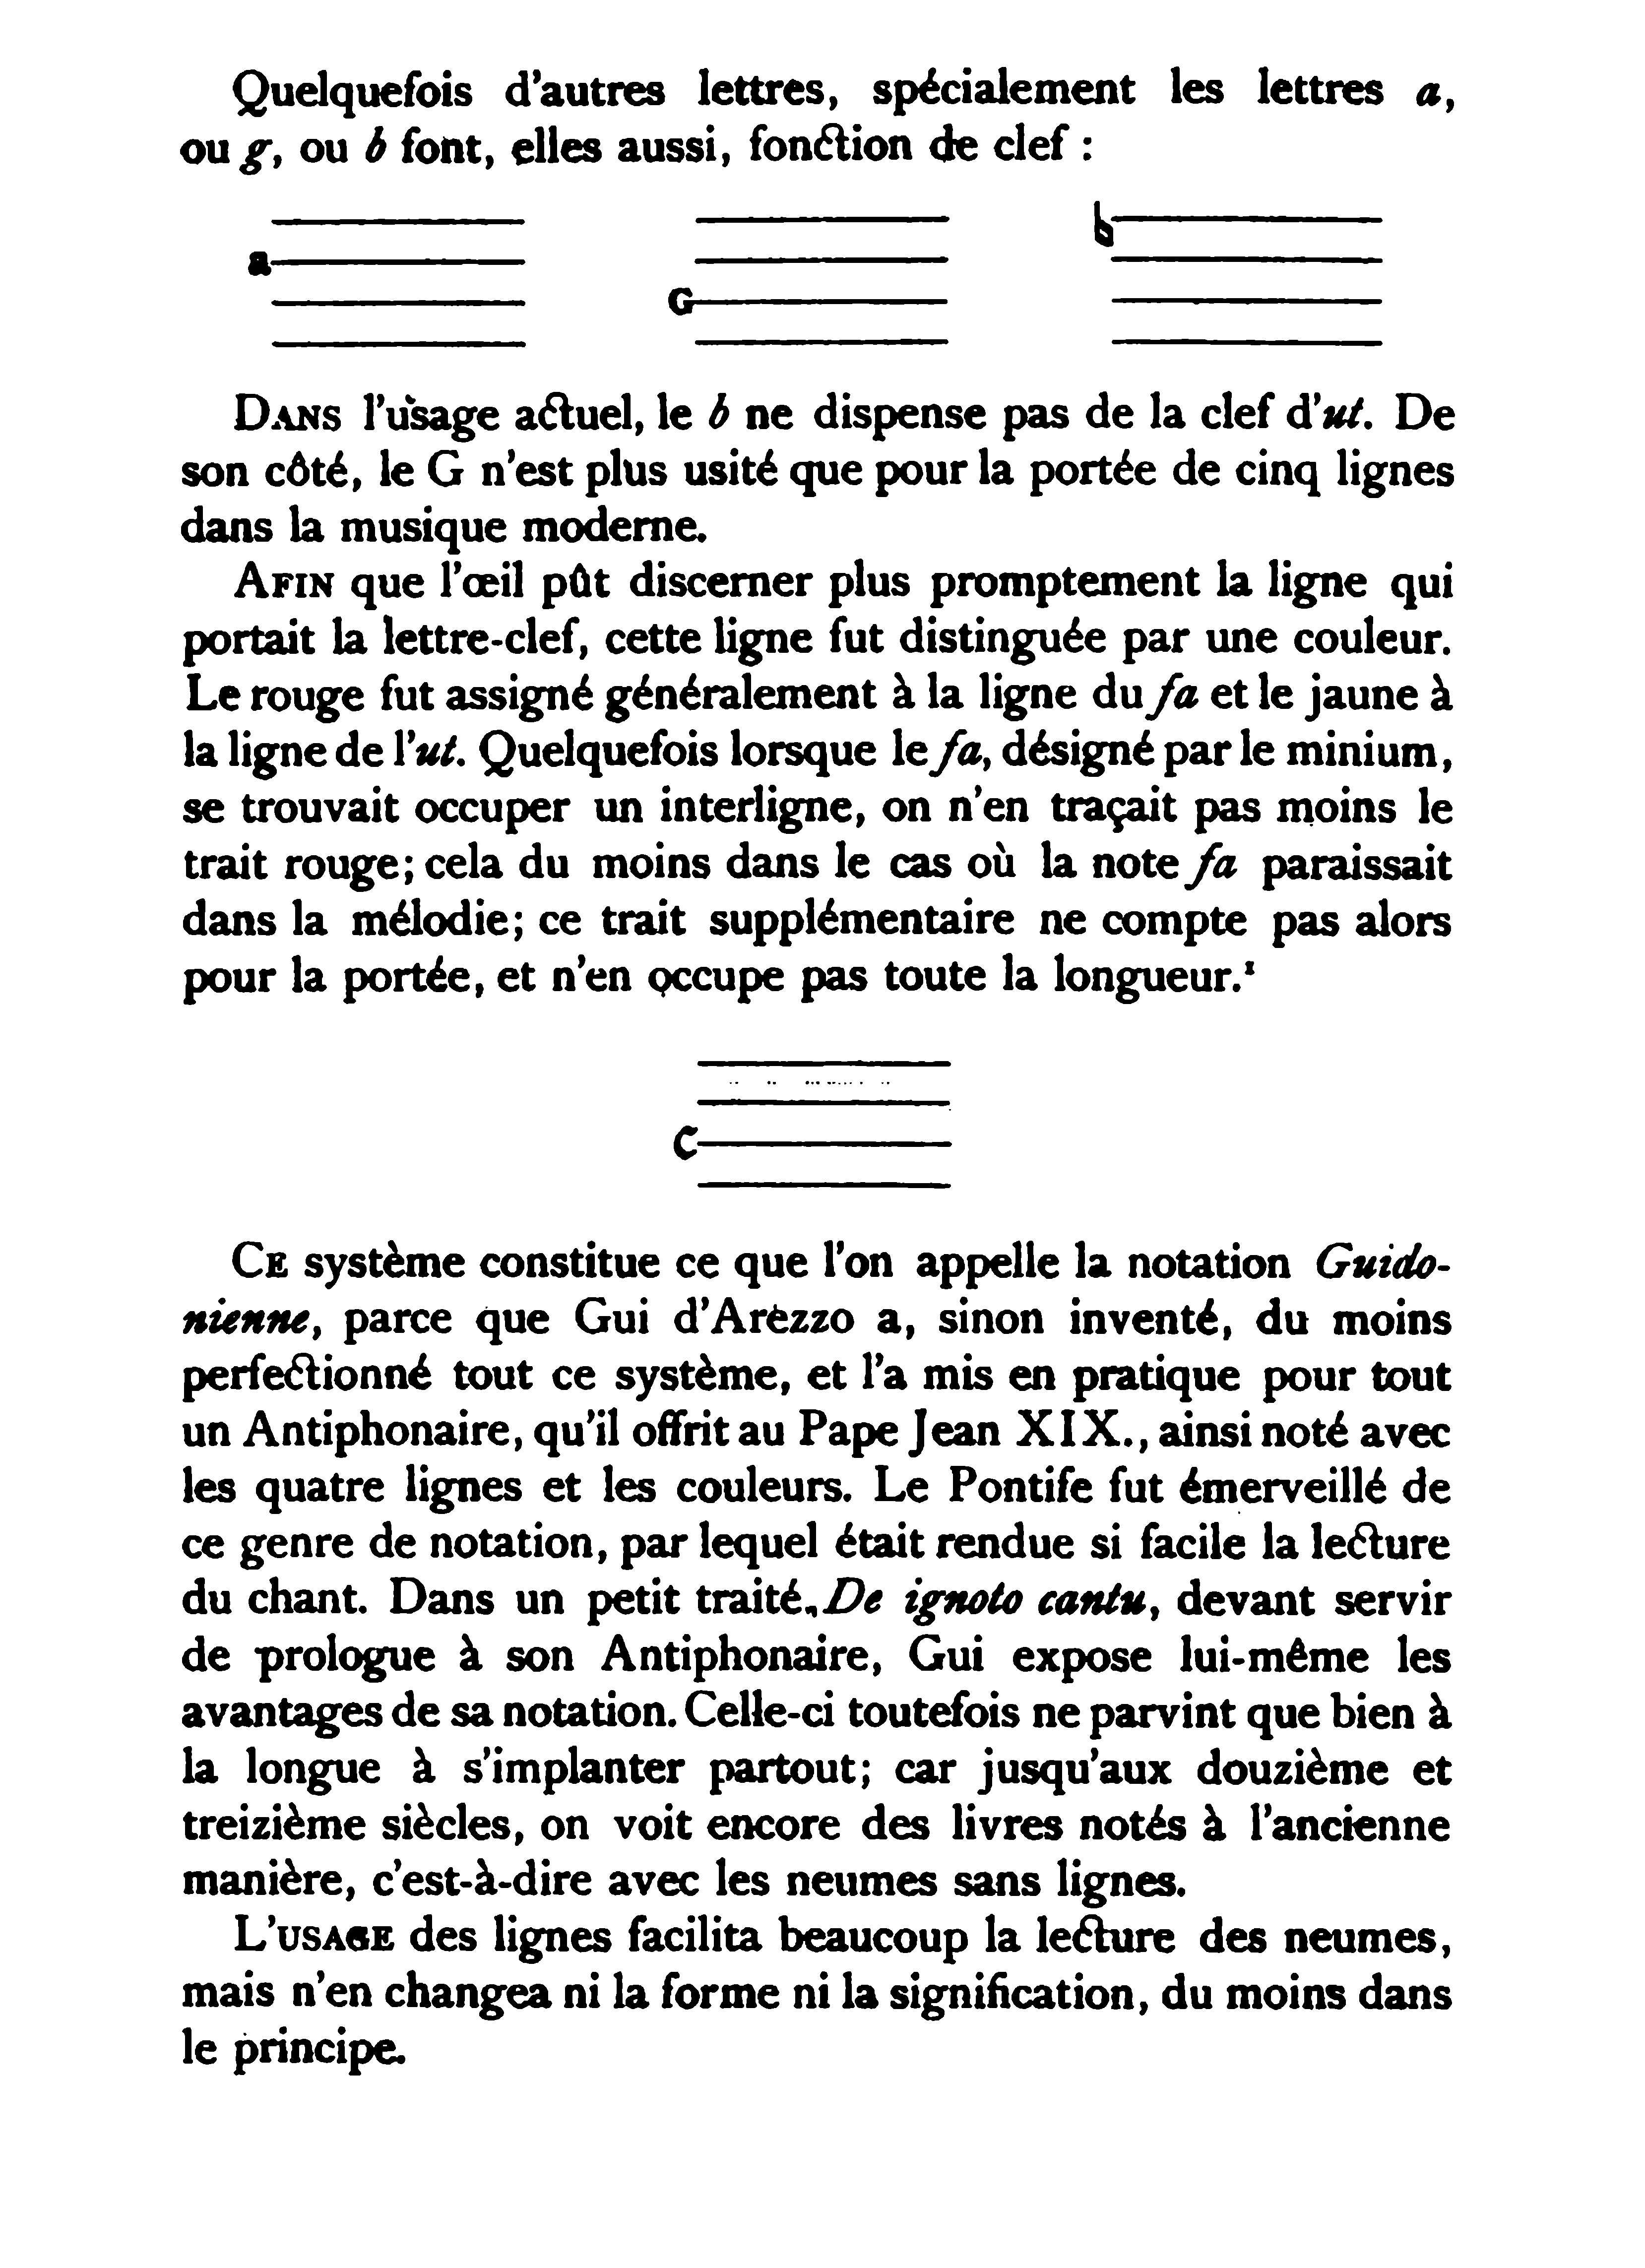 Quelquefois d'autres lettres, spécialement les lettres a,
ou g, ou b font, elles aussi, fonction de clef :
a G b
DANS l'usage actuel, le b ne dispense pas de la clef d'ut. De
son côté, le G n'est plus usité que pour la portée de cinq lignes
dans la musique moderne.
AFIN que l'œil pût discerner plus promptement la ligne qui
portait la lettre-clef, cette ligne fut distinguée par une couleur.
Le rouge fut assigné généralement à la ligne du fa et le jaune à
la ligne de l'ut. Quelquefois lorsque le fa, désigné par le minium,
se trouvait occuper un interligne, on n'en traçait pas moins le
trait rouge; cela du moins dans le cas où la note fa paraissait
dans la mélodie; ce trait supplémentaire ne compte pas alors
pour la portée, et n'en occupe pas toute la longueur.¹
C
CE système constitue ce que l'on appelle la notation Guido-
nienne, parce que Gui d'Arezzo a, sinon inventé, du moins
perfectionné tout ce système, et l'a mis en pratique pour tout
un Antiphonaire, qu'il offrit au Pape Jean XIX., ainsi noté avec
les quatre lignes et les couleurs. Le Pontife fut émerveillé de
ce genre de notation, par lequel était rendue si facile la lecture
du chant. Dans un petit traité, De ignoto cantu, devant servir
de prologue à son Antiphonaire, Gui expose lui-même les
avantages de sa notation. Celle-ci toutefois ne parvint que bien à
la longue à s'implanter partout; car jusqu'aux douzième et
treizième siècles, on voit encore des livres notés à l'ancienne
manière, c'est-à-dire avec les neumes sans lignes.
L'USAGE des lignes facilita beaucoup la lecture des neumes,
mais n'en changea ni la forme ni la signification, du moins dans
le principe.